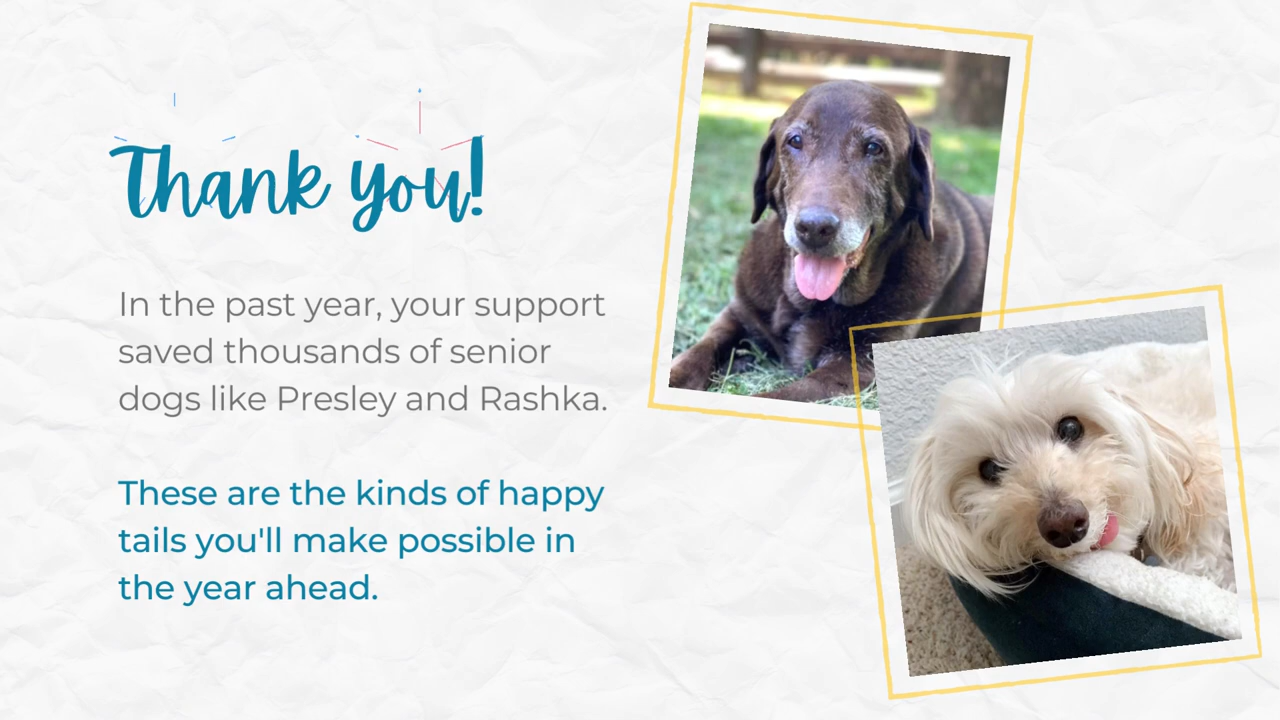 Thank you!
In the past year, your support
saved thousands of senior
dogs like Presley and Rashka.
These are the kinds of happy
tails you'll make possible in
the year ahead.